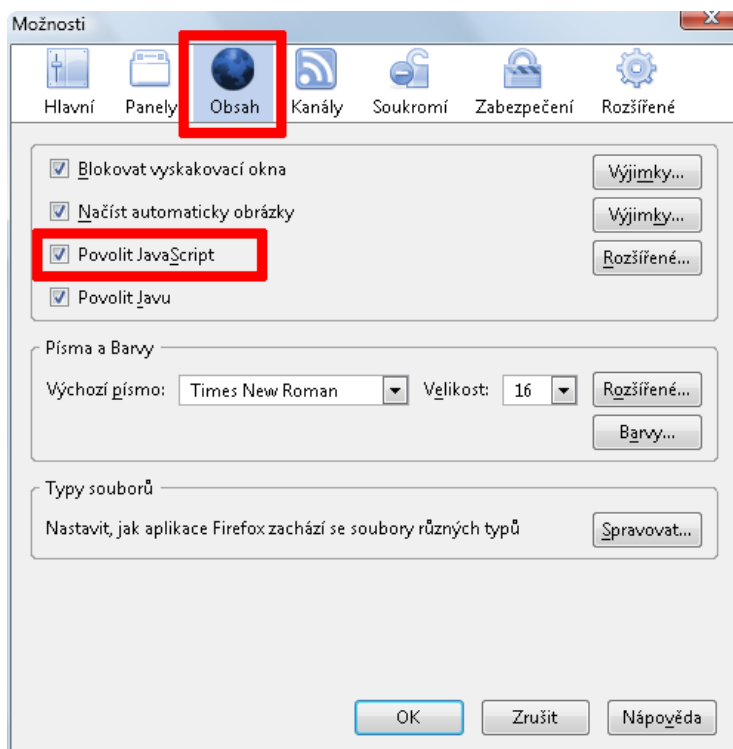 Možnosti
Hlavní Panely Obsah Kanály Soukromí Zabezpečení Rozšířené
Blokovat vyskakovací okna Výjimky...
Načíst automaticky obrázky Výjimky...
Povolit JavaScript Rozšířené...
Povolit Javu
Písma a Barvy
Výchozí písmo: Times New Roman Velikost: 16 Rozšířené...
Barvy...
Typy souborů
Nastavit, jak aplikace Firefox zachází se soubory různých typů Spravovat...
OK Zrušit Nápověda